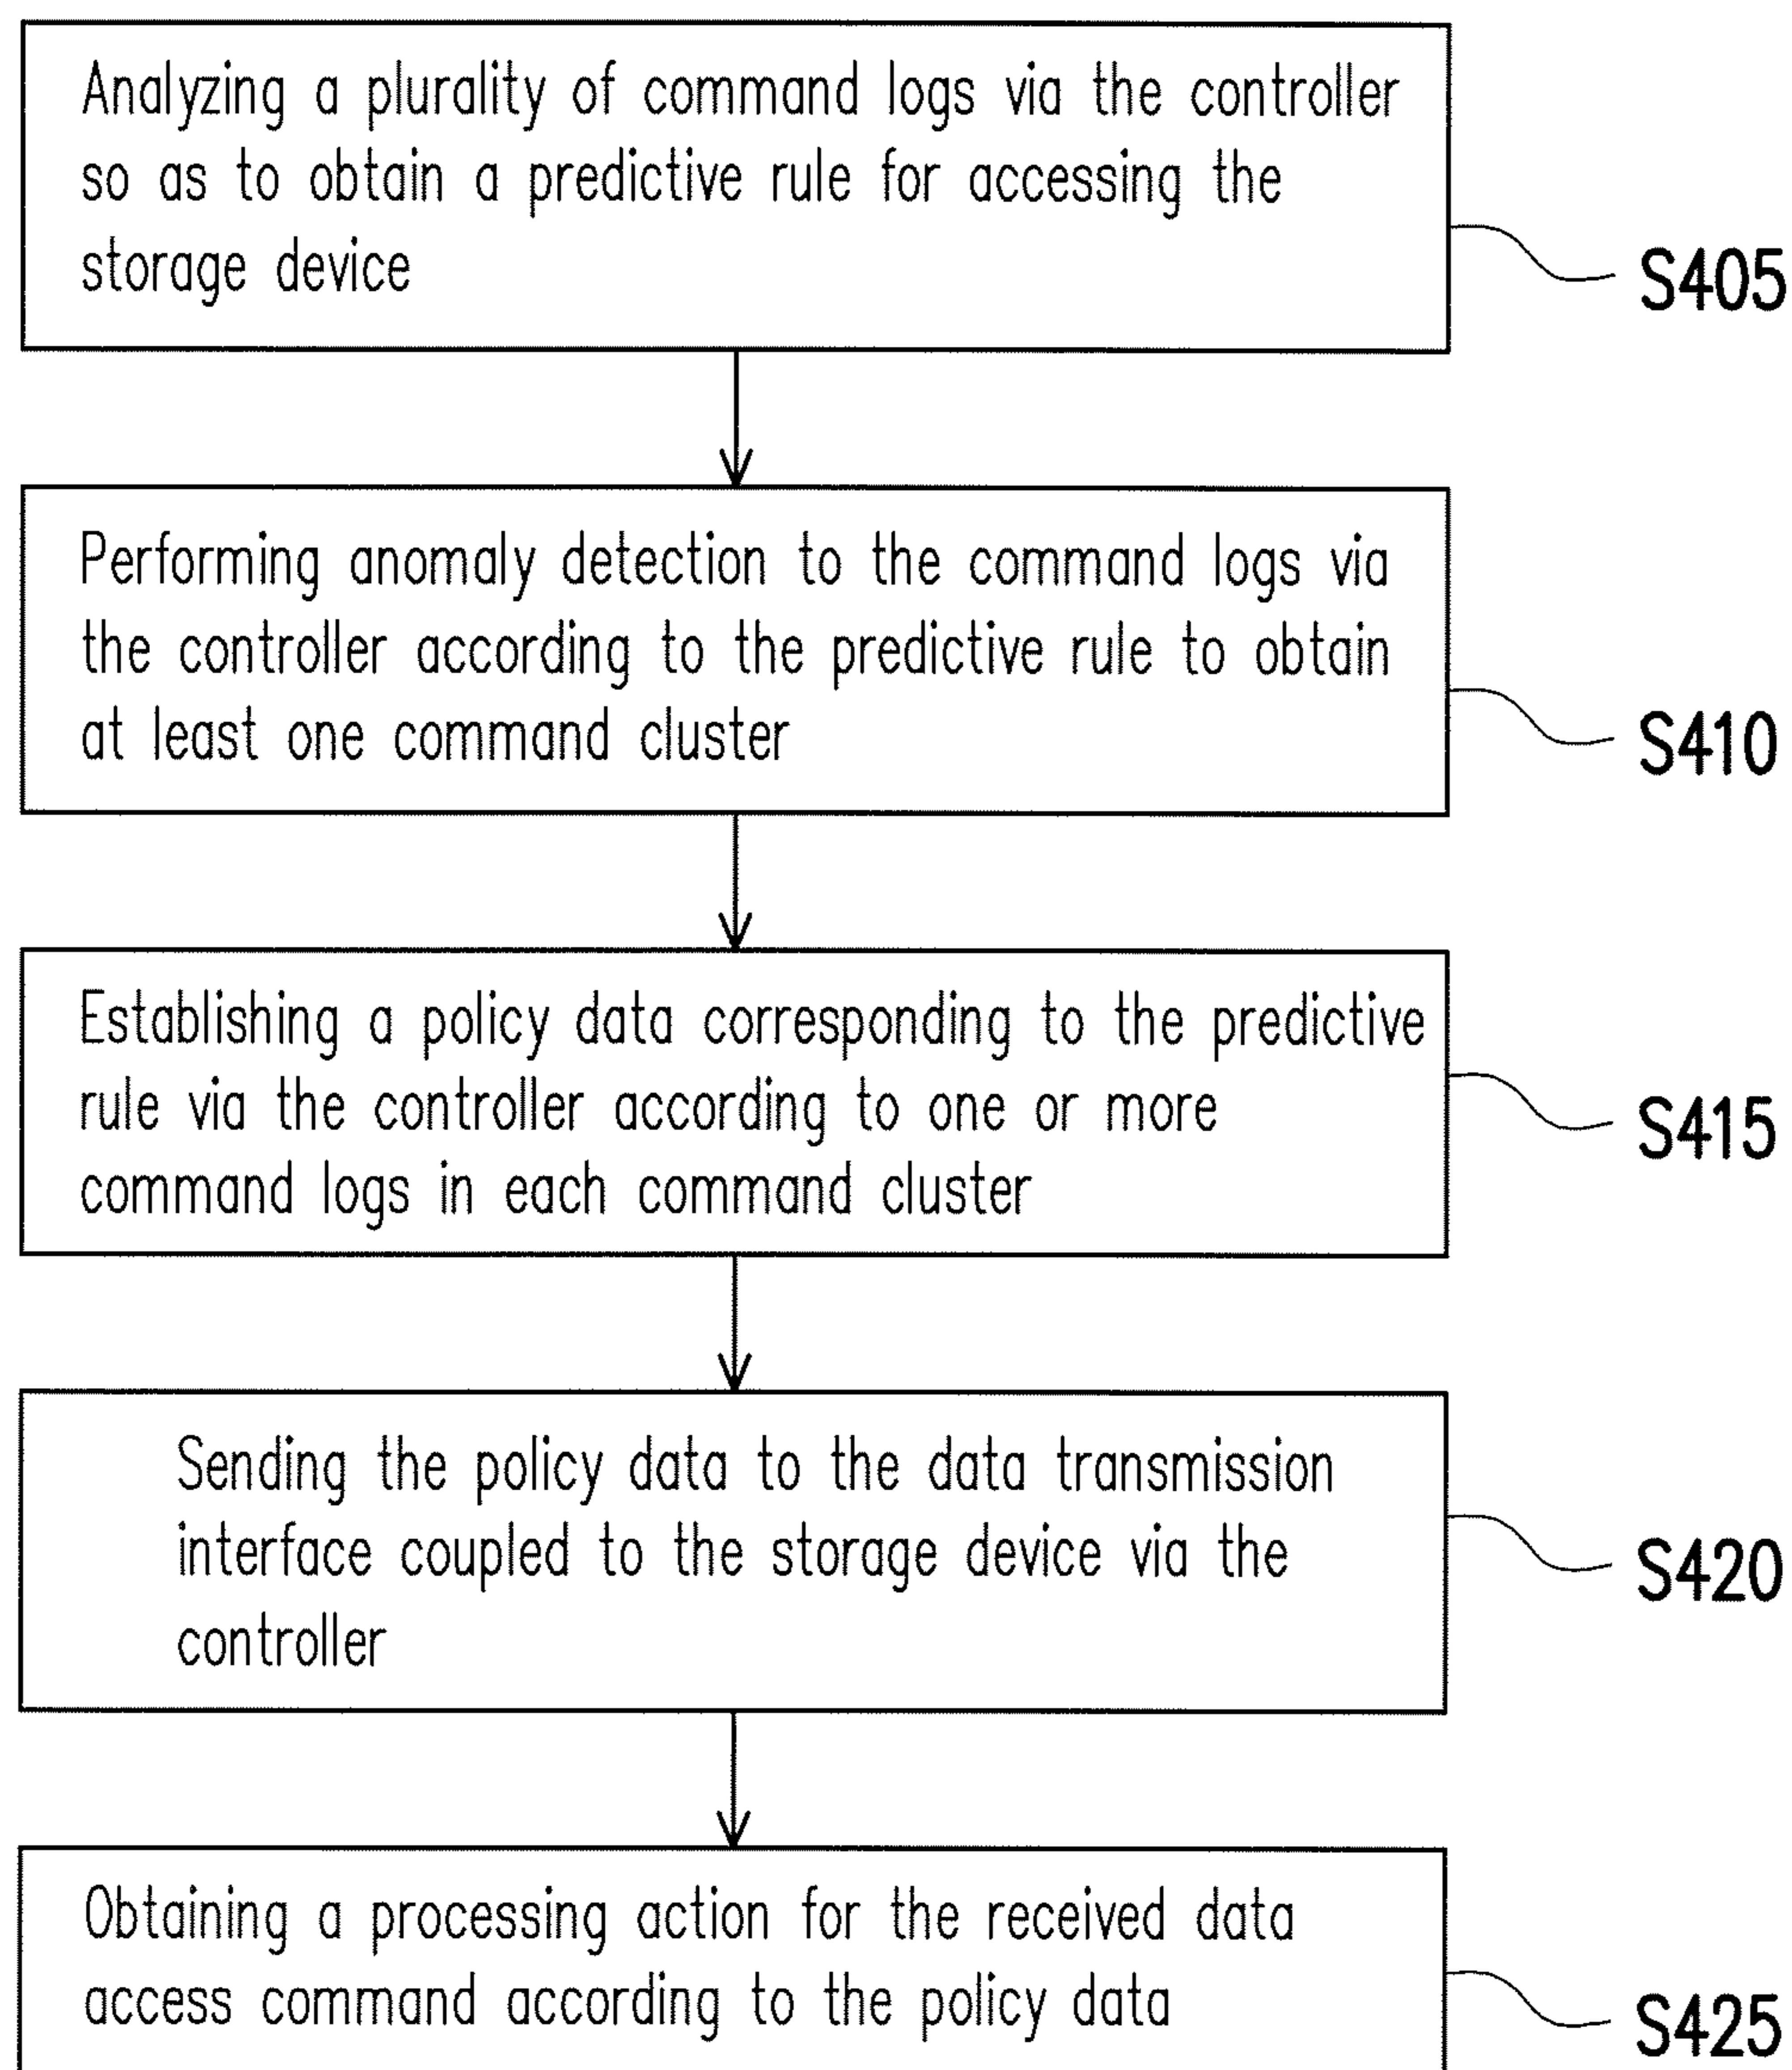 Analyzing a plurality of command logs via the controller
so as to obtain a predictive rule for accessing the
storage device
S405
Performing anomaly detection to the command logs via
the controller according to the predictive rule to obtain
at least one command cluster
S410
Establishing a policy data corresponding to the predictive
rule via the controller according to one or more
command logs in each command cluster
S415
Sending the policy data to the data transmission
interface coupled to the storage device via the
controller
S420
Obtaining a processing action for the received data
access command according to the policy data
S425